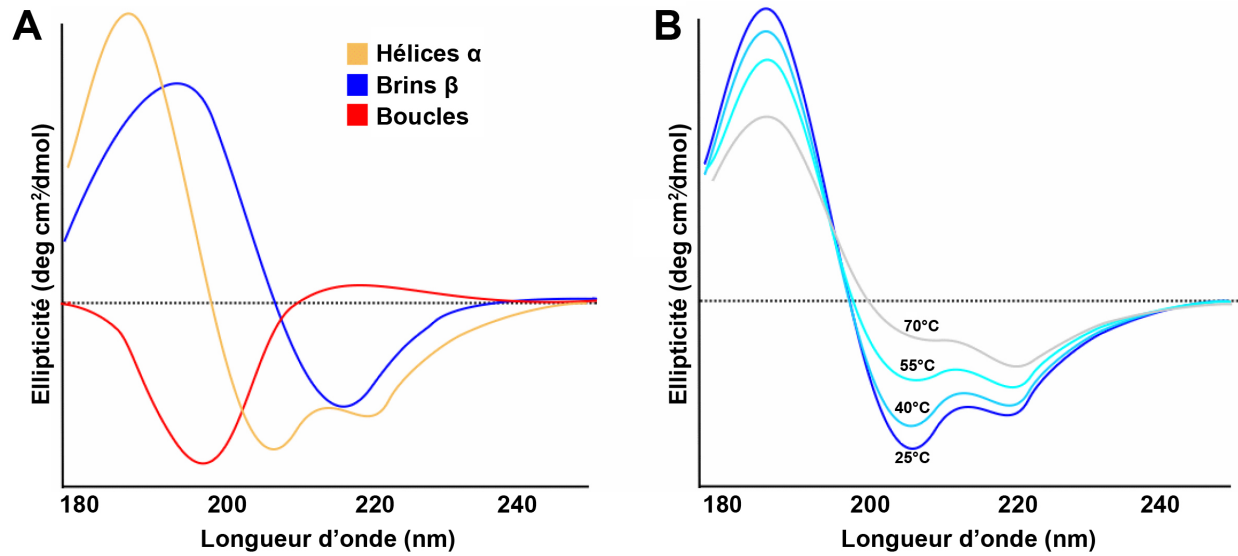 A
Hélices α
Brins β
Boucles
Ellipticité (deg cm²/dmol)
180 200 220 240
Longueur d’onde (nm)
B
70°C
55°C
40°C
25°C
Ellipticité (deg cm²/dmol)
180 200 220 240
Longueur d’onde (nm)